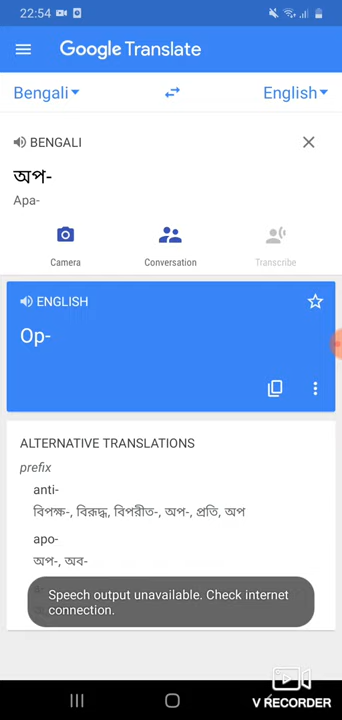 22:54
Google Translate
Bengali English
BENGALI
অপ-
Apa-
Camera Conversation Transcribe
ENGLISH
Op-
ALTERNATIVE TRANSLATIONS
prefix
anti-
বিপক্ষ-, বিরূদ্ধ, বিপরীত-, অপ-, প্রতি, অপ
apo-
অপ-, অব-
Speech output unavailable. Check internet
connection.
V RECORDER